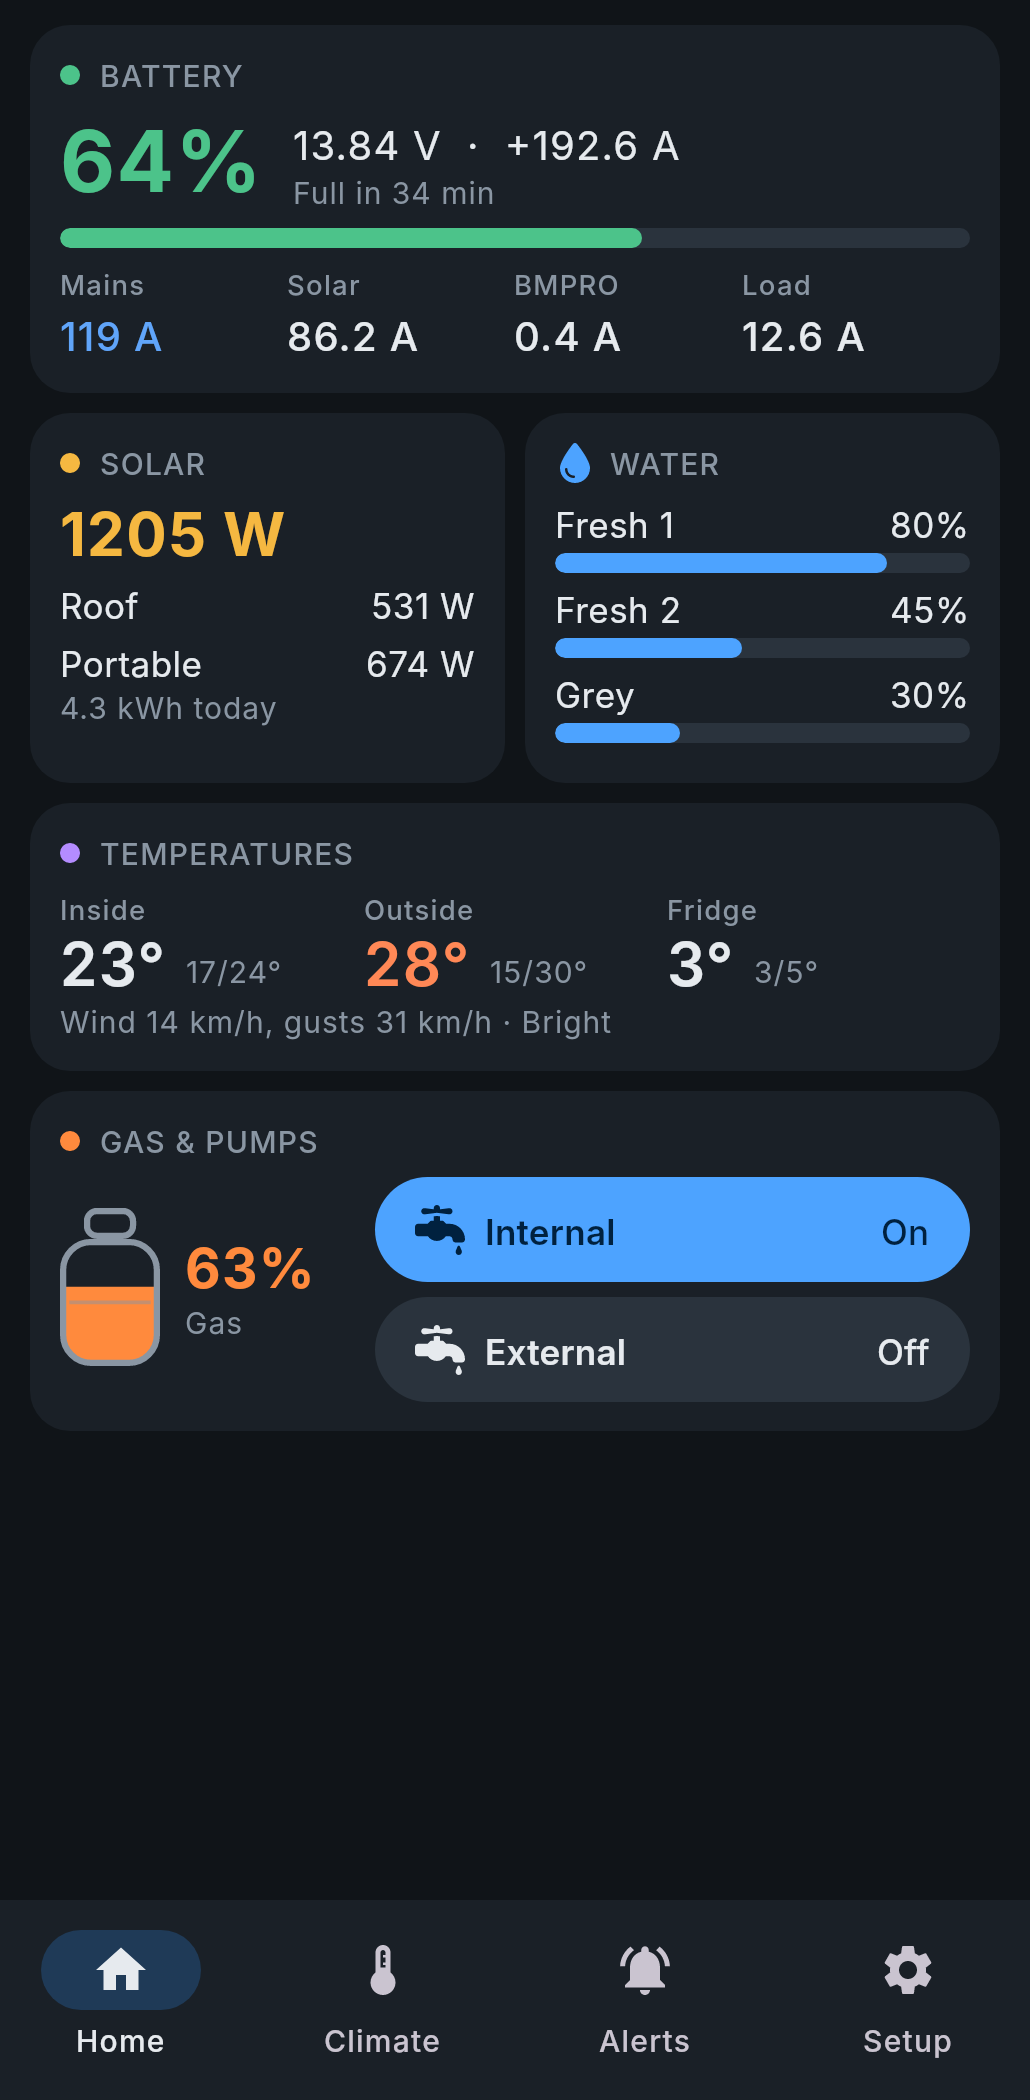 BATTERY
64%
13.84 V · +192.6 A
Full in 34 min
Mains Solar BMPRO Load
119 A 86.2 A 0.4 A 12.6 A
SOLAR
1205 W
Roof 531 W
Portable 674 W
4.3 kWh today
WATER
Fresh 1 80%
Fresh 2 45%
Grey 30%
TEMPERATURES
Inside Outside Fridge
23° 17/24° 28° 15/30° 3° 3/5°
Wind 14 km/h, gusts 31 km/h · Bright
GAS & PUMPS
63%
Gas
Internal On
External Off
Home Climate Alerts Setup